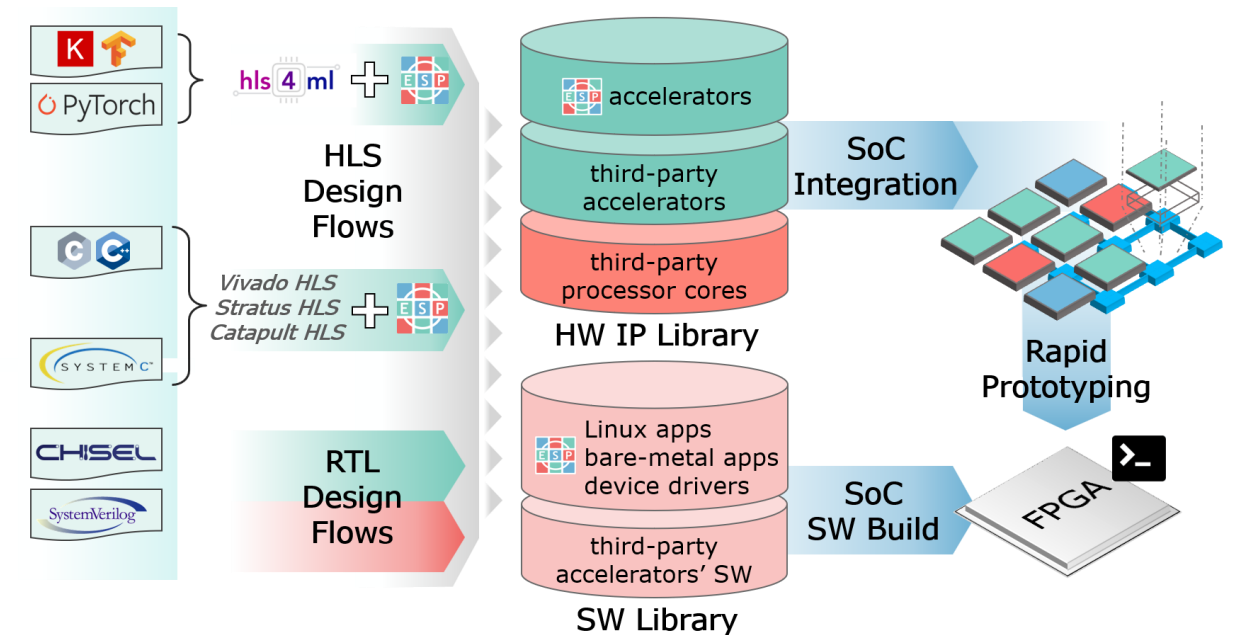 K
PyTorch
hls 4 ml
ESP
HLS
Design
Flows
C
C++
Vivado HLS
Stratus HLS
Catapult HLS
ESP
SYSTEM C™
CHISEL
SystemVerilog
RTL
Design
Flows
ESP
accelerators
third-party
accelerators
third-party
processor cores
HW IP Library
ESP
Linux apps
bare-metal apps
device drivers
third-party
accelerators’ SW
SW Library
SoC
Integration
Rapid
Prototyping
SoC
SW Build
FPGA
>_